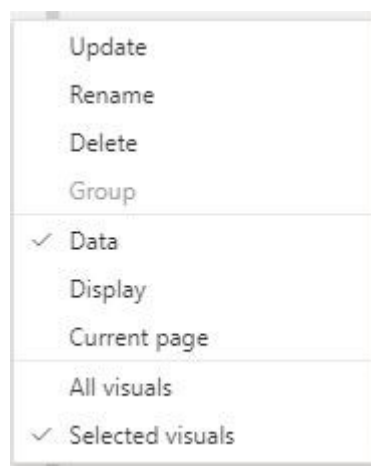 Update
Rename
Delete
Group
Data
Display
Current page
All visuals
Selected visuals